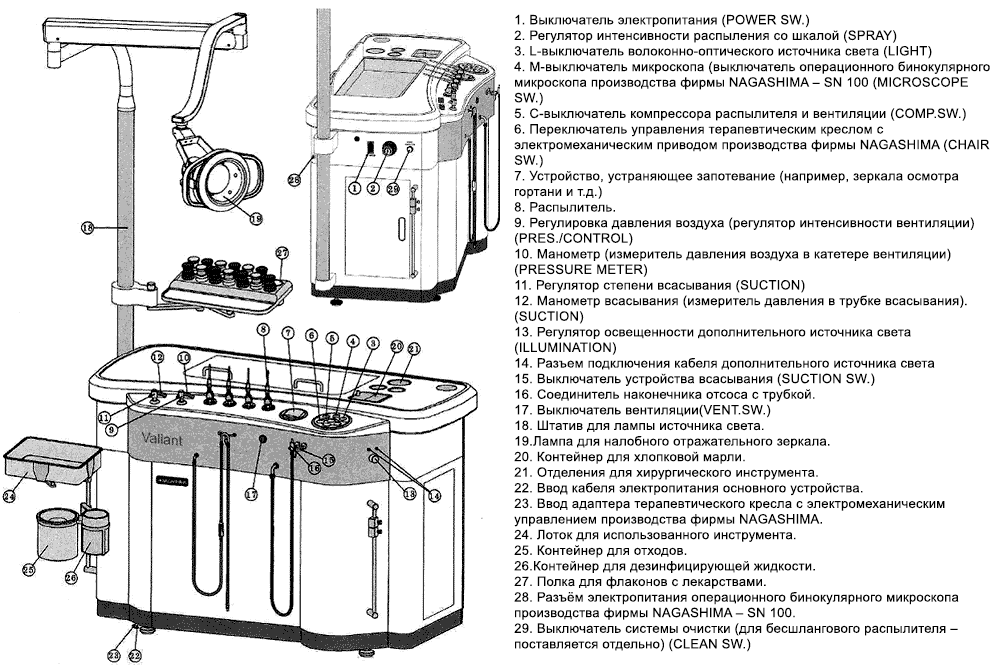 1. Выключатель электропитания (POWER SW.)
2. Регулятор интенсивности распыления со шкалой (SPRAY)
3. L-выключатель волоконно-оптического источника света (LIGHT)
4. М-выключатель микроскопа (выключатель операционного бинокулярного
микроскопа производства фирмы NAGASHIMA – SN 100 (MICROSCOPE
SW.)
5. С-выключатель компрессора распылителя и вентиляции (COMP.SW.)
6. Переключатель управления терапевтическим креслом с
электромеханическим приводом производства фирмы NAGASHIMA (CHAIR
SW.)
7. Устройство, устраняющее запотевание (например, зеркала осмотра
гортани и т.д.)
8. Распылитель.
9. Регулировка давления воздуха (регулятор интенсивности вентиляции)
(PRES./CONTROL)
10. Манометр (измеритель давления воздуха в катетере вентиляции)
(PRESSURE METER)
11. Регулятор степени всасывания (SUCTION)
12. Манометр всасывания (измеритель давления в трубке всасывания).
(SUCTION)
13. Регулятор освещенности дополнительного источника света
(ILLUMINATION)
14. Разъем подключения кабеля дополнительного источника света
15. Выключатель устройства всасывания (SUCTION SW.)
16. Соединитель наконечника отсоса с трубкой.
17. Выключатель вентиляции(VENT.SW.)
18. Штатив для лампы источника света.
19.Лампа для налобного отражательного зеркала.
20. Контейнер для хлопковой марли.
21. Отделения для хирургического инструмента.
22. Ввод кабеля электропитания основного устройства.
23. Ввод адаптера терапевтического кресла с электромеханическим
управлением производства фирмы NAGASHIMA.
24. Лоток для использованного инструмента.
25. Контейнер для отходов.
26.Контейнер для дезинфицирующей жидкости.
27. Полка для флаконов с лекарствами.
28. Разъём электропитания операционного бинокулярного микроскопа
производства фирмы NAGASHIMA – SN 100.
29. Выключатель системы очистки (для бесшлангового распылителя –
поставляется отдельно) (CLEAN SW.)
28
1
2
29
19
18
27
8
7
6
5
4
3
20
21
12
10
11
9
Valiant
NAGASHIMA
15
16
17
13
14
24
25
26
23
22